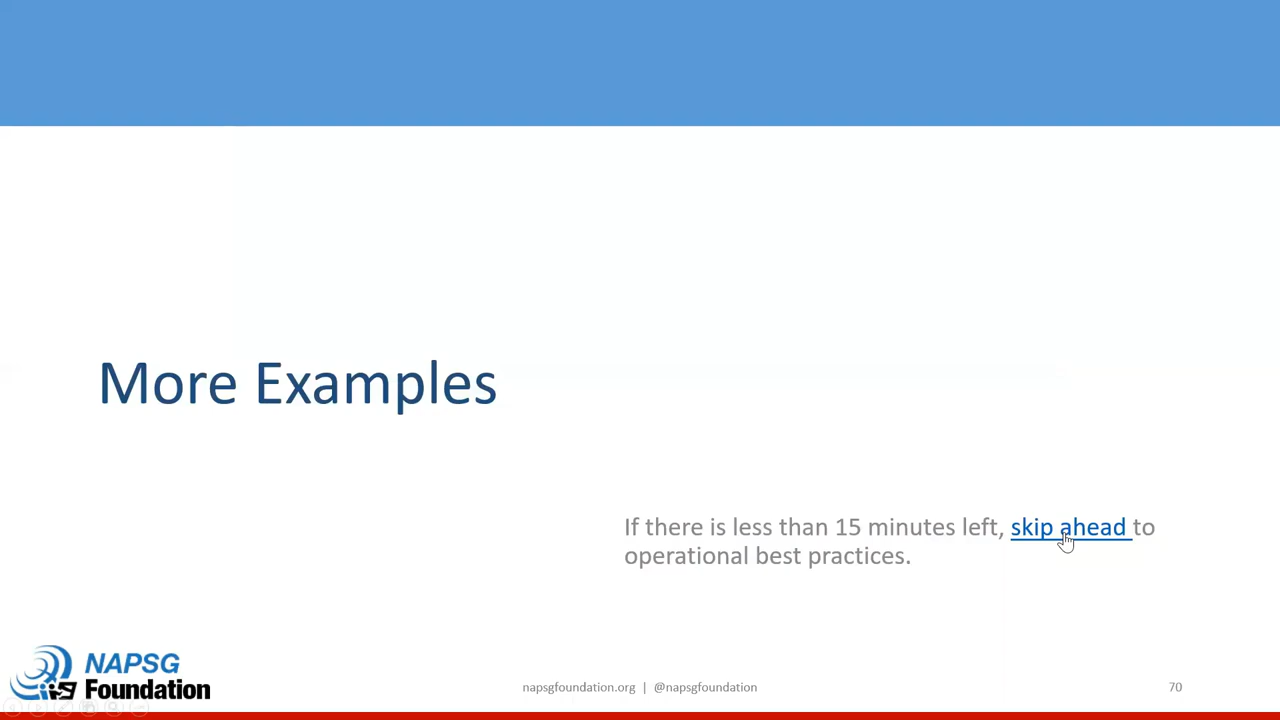 More Examples
If there is less than 15 minutes left, skip ahead to
operational best practices.
NAPSG
Foundation
napsgfoundation.org | @napsgfoundation
70